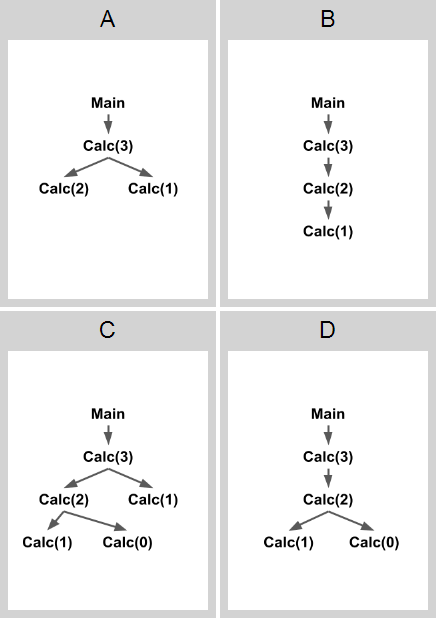 A
Main
Calc(3)
Calc(2) Calc(1)
B
Main
Calc(3)
Calc(2)
Calc(1)
C
Main
Calc(3)
Calc(2) Calc(1)
Calc(1) Calc(0)
D
Main
Calc(3)
Calc(2)
Calc(1) Calc(0)